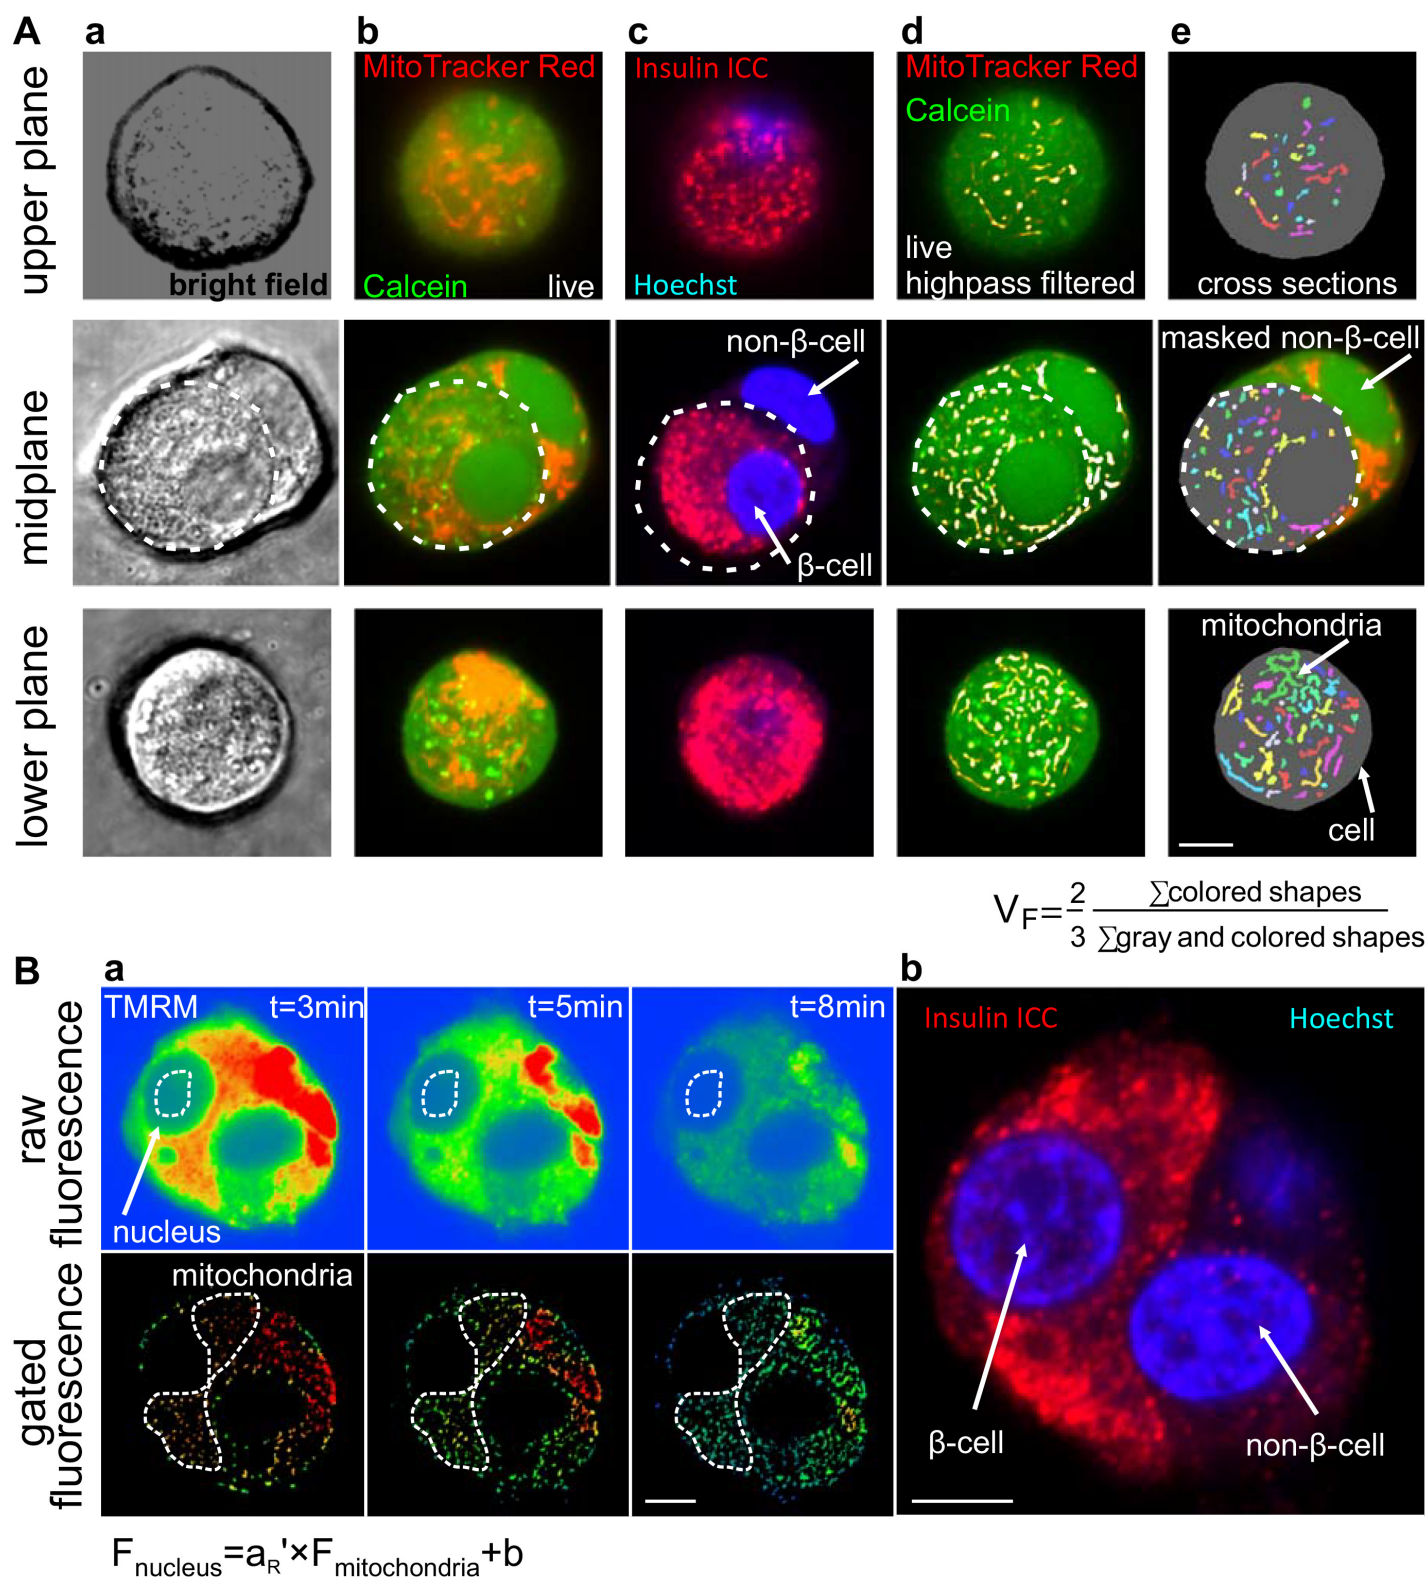 A
a
b
c
d
e
upper plane
bright field
MitoTracker Red
Calcein
live
Insulin ICC
Hoechst
MitoTracker Red
Calcein
live
highpass filtered
cross sections
midplane
non-β-cell
β-cell
masked non-β-cell
lower plane
mitochondria
cell
V_F=2/3 ∑colored shapes/∑gray and colored shapes
B
a
b
raw fluorescence
TMRM
t=3min
t=5min
t=8min
nucleus
gated fluorescence
mitochondria
Insulin ICC
Hoechst
β-cell
non-β-cell
F_nucleus=a_R'×F_mitochondria+b